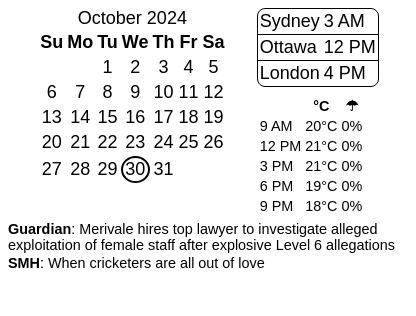 October 2024
Su Mo Tu We Th Fr Sa
1 2 3 4 5
6 7 8 9 10 11 12
13 14 15 16 17 18 19
20 21 22 23 24 25 26
27 28 29 30 31
Sydney 3 AM
Ottawa 12 PM
London 4 PM
°C ☂
9 AM 20°C 0%
12 PM 21°C 0%
3 PM 21°C 0%
6 PM 19°C 0%
9 PM 18°C 0%
Guardian: Merivale hires top lawyer to investigate alleged
exploitation of female staff after explosive Level 6 allegations
SMH: When cricketers are all out of love